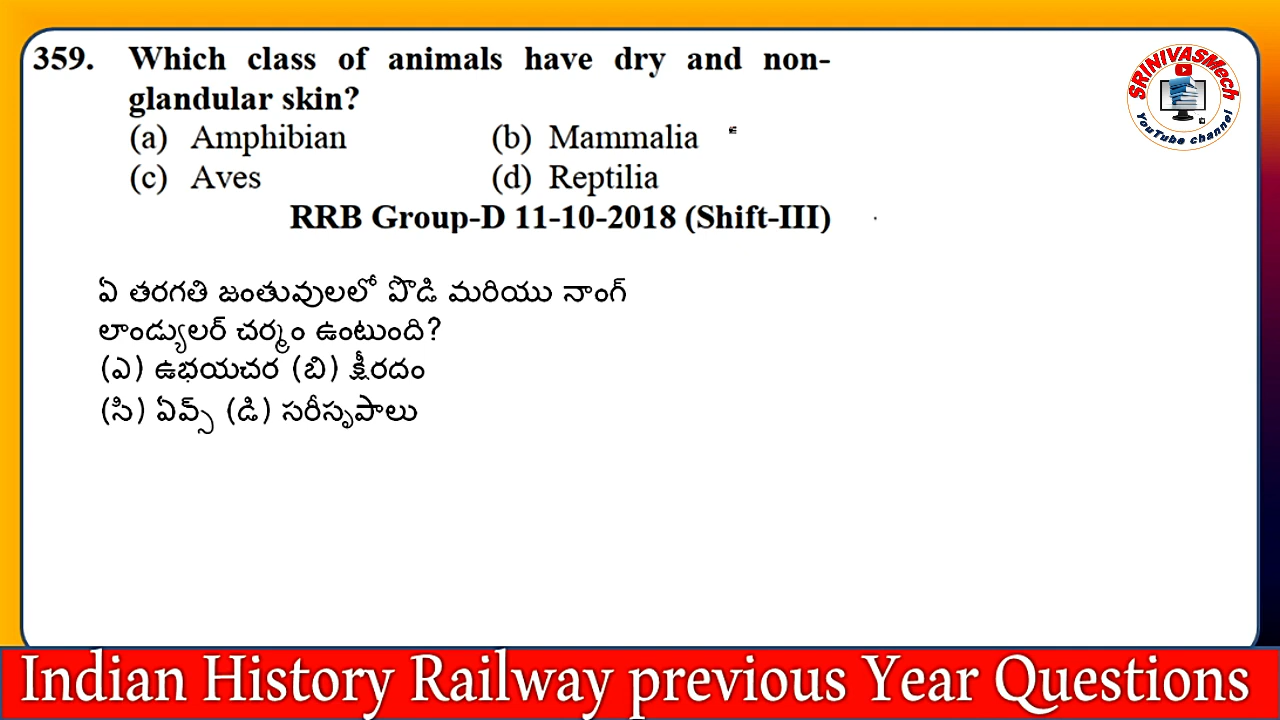 359. Which class of animals have dry and non-
glandular skin?
(a) Amphibian (b) Mammalia
(c) Aves (d) Reptilia
RRB Group-D 11-10-2018 (Shift-III)
SRINIVASMech
YouTube channel
ఏ తరగతి జంతువులలో పొడి మరియు నాంగ్
లాండ్యులర్ చర్మం ఉంటుంది?
(ఎ) ఉభయచర (బి) క్షీరదం
(సి) ఏవ్స్ (డి) సరీసృపాలు
Indian History Railway previous Year Questions